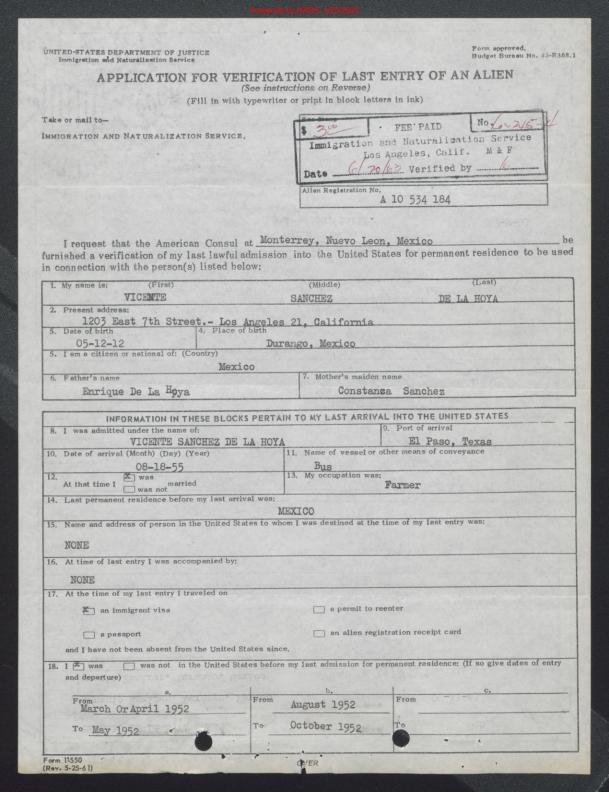 UNITED STATES DEPARTMENT OF JUSTICE
Immigration and Naturalization Service
Form approved.
Budget Bureau No. 43-R368.1
APPLICATION FOR VERIFICATION OF LAST ENTRY OF AN ALIEN
(See instructions on Reverse)
(Fill in with typewriter or print in block letters in ink)
Take or mail to—
IMMIGRATION AND NATURALIZATION SERVICE,
$ 3.00 FEE PAID No.
Immigration and Naturalization Service
Los Angeles, Calif. M & F
Date 6/20/62 Verified by
Alien Registration No.
A 10 534 184
I request that the American Consul at Monterrey, Nuevo Leon, Mexico be
furnished a verification of my last lawful admission into the United States for permanent residence to be used
in connection with the person(s) listed below:
1. My name is: (First) (Middle) (Last)
VICENTE SANCHEZ DE LA HOYA
2. Present address:
1203 East 7th Street.- Los Angeles 21, California
3. Date of birth 4. Place of birth
05-12-12 Durango, Mexico
5. I am a citizen or national of: (Country)
Mexico
6. Father's name 7. Mother's maiden name
Enrique De La Hoya Constanza Sanchez
INFORMATION IN THESE BLOCKS PERTAIN TO MY LAST ARRIVAL INTO THE UNITED STATES
8. I was admitted under the name of: 9. Port of arrival
VICENTE SANCHEZ DE LA HOYA El Paso, Texas
10. Date of arrival (Month) (Day) (Year) 11. Name of vessel or other means of conveyance
08-18-55 Bus
12. At that time I x was married 13. My occupation was:
was not Farmer
14. Last permanent residence before my last arrival was:
MEXICO
15. Name and address of person in the United States to whom I was destined at the time of my last entry was:
NONE
16. At time of last entry I was accompanied by:
NONE
17. At the time of my last entry I traveled on
x an immigrant visa a permit to reenter
a passport an alien registration receipt card
and I have not been absent from the United States since.
18. I x was was not in the United States before my last admission for permanent residence: (If so give dates of entry
and departure)
a. b. c.
From March Or April 1952 From August 1952 From
To May 1952 To October 1952 To
Form I-550
(Rev. 5-25-61)
OVER